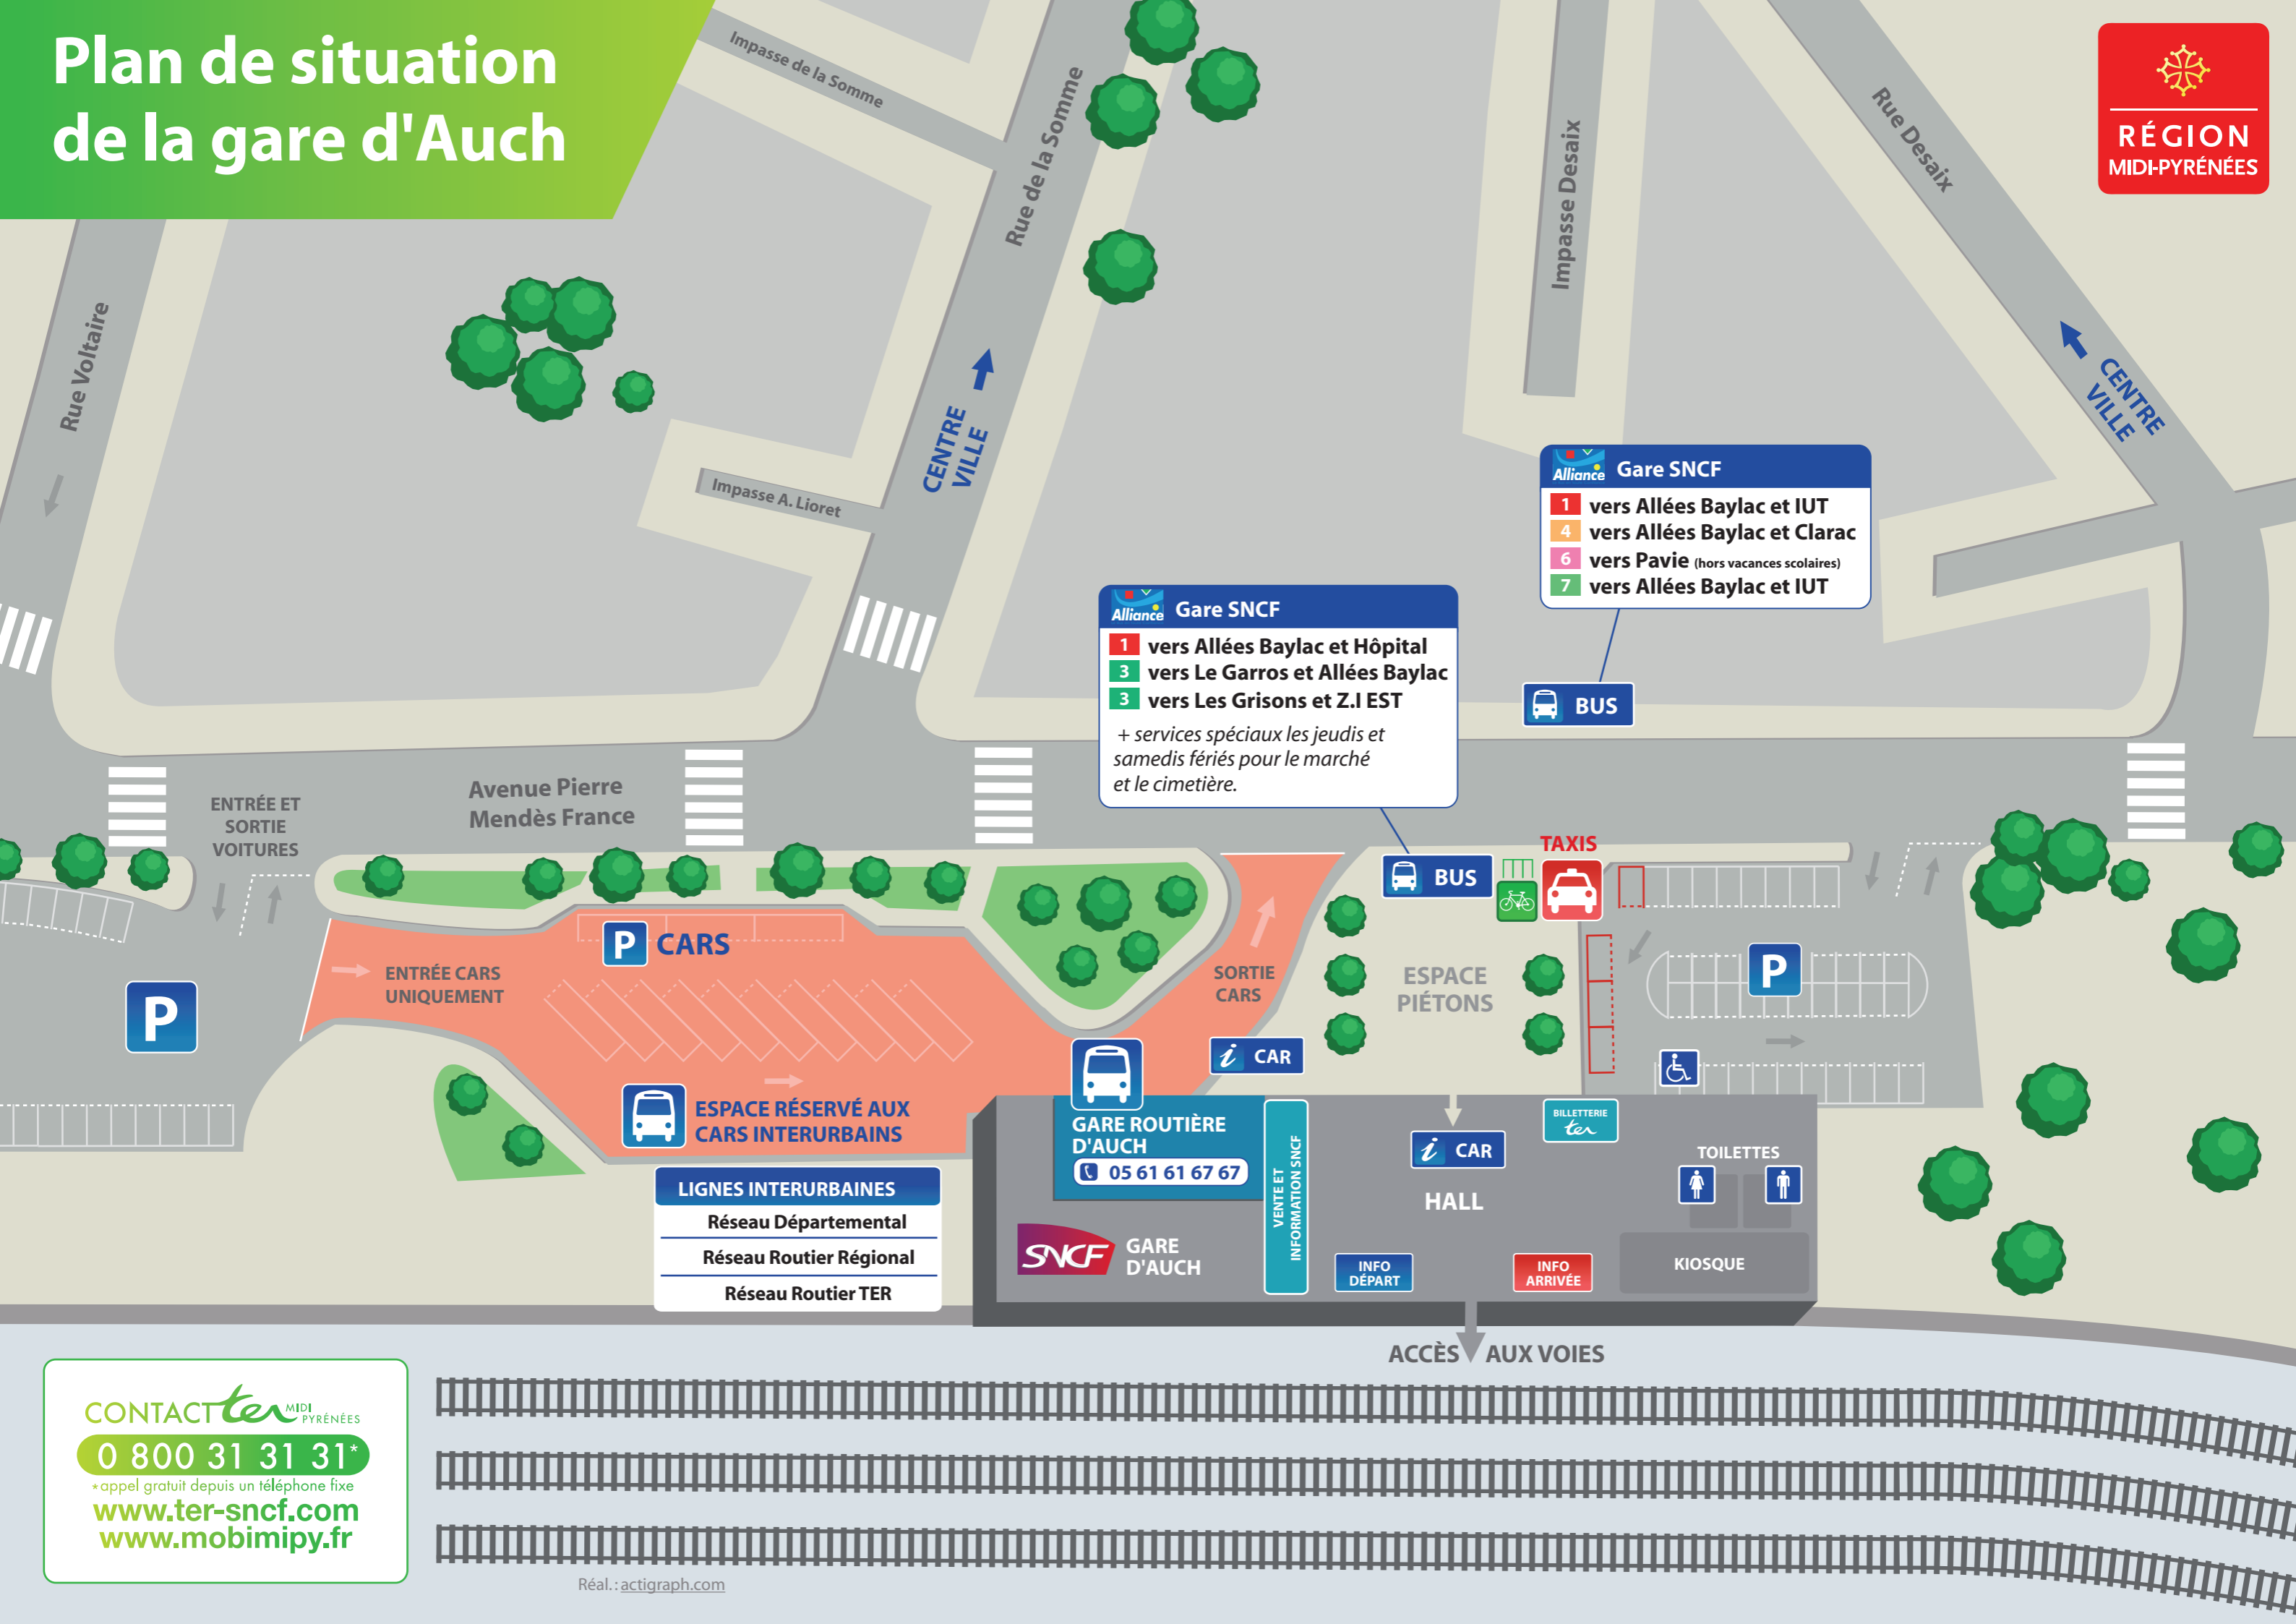 Plan de situation
de la gare d'Auch
RÉGION
MIDI-PYRÉNÉES
Impasse de la Somme
Rue de la Somme
Impasse Desaix
Rue Desaix
Rue Voltaire
CENTRE
VILLE
CENTRE
VILLE
Impasse A. Lioret
Alliance Gare SNCF
1 vers Allées Baylac et IUT
4 vers Allées Baylac et Clarac
6 vers Pavie (hors vacances scolaires)
7 vers Allées Baylac et IUT
Alliance Gare SNCF
1 vers Allées Baylac et Hôpital
3 vers Le Garros et Allées Baylac
3 vers Les Grisons et Z.I EST
+ services spéciaux les jeudis et
samedis fériés pour le marché
et le cimetière.
BUS
Avenue Pierre
Mendès France
ENTRÉE ET
SORTIE
VOITURES
TAXIS
BUS
P CARS
ENTRÉE CARS
UNIQUEMENT
SORTIE
CARS
ESPACE
PIÉTONS
P
P
i CAR
ESPACE RÉSERVÉ AUX
CARS INTERURBAINS
GARE ROUTIÈRE
D'AUCH
05 61 61 67 67
VENTE ET
INFORMATION SNCF
i CAR
HALL
BILLETTERIE
ter
TOILETTES
KIOSQUE
LIGNES INTERURBAINES
Réseau Départemental
Réseau Routier Régional
Réseau Routier TER
SNCF
GARE
D'AUCH
INFO
DÉPART
INFO
ARRIVÉE
ACCÈS AUX VOIES
CONTACT ter MIDI
PYRÉNÉES
0 800 31 31 31*
*appel gratuit depuis un téléphone fixe
www.ter-sncf.com
www.mobimipy.fr
Réal. : actigraph.com